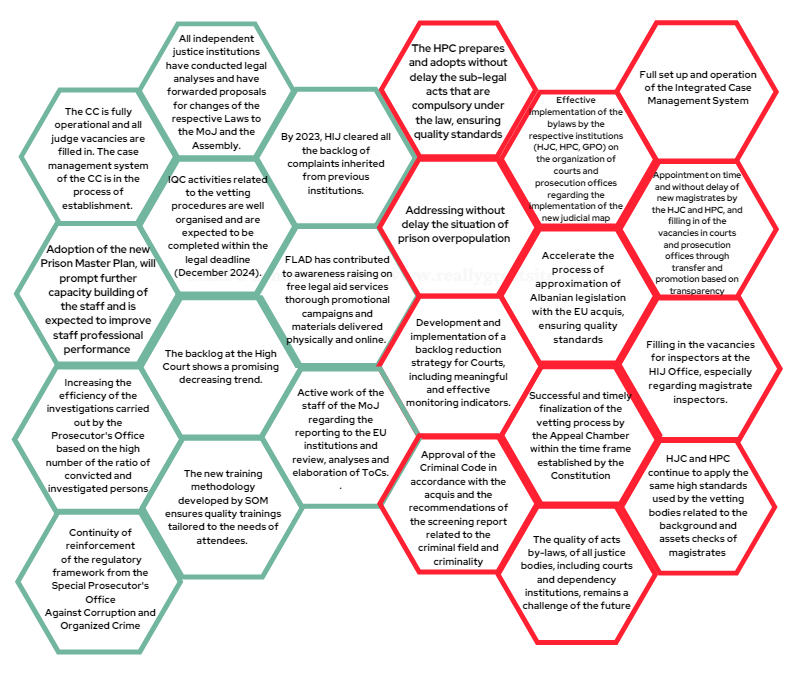 All independent
justice institutions
have conducted legal
analyses and have
forwarded proposals
for changes of the
respective Laws to
the MoJ and the
Assembly.
The CC is fully
operational and all
judge vacancies are
filled in. The case
management system
of the CC is in the
process of
establishment.
By 2023, HIJ cleared all
the backlog of
complaints inherited
from previous
institutions.
IQC activities related
to the vetting
procedures are well
organised and are
expected to be
completed within the
legal deadline
(December 2024).
Adoption of the new
Prison Master Plan, will
prompt further
capacity building of
the staff and is
expected to improve
staff professional
performance
FLAD has contributed
to awareness raising on
free legal aid services
thorough promotional
campaigns and
materials delivered
physically and online.
The backlog at the High
Court shows a promising
decreasing trend.
Increasing the
efficiency of the
investigations carried
out by the
Prosecutor's Office
based on the high
number of the ratio of
convicted and
investigated persons
Active work of the
staff of the MoJ
regarding the
reporting to the EU
institutions and
review, analyses and
elaboration of ToCs.
.
The new training
methodology
developed by SOM
ensures quality trainings
tailored to the needs of
attendees.
Continuity of
reinforcement
of the regulatory
framework from the
Special Prosecutor's
Office
Against Corruption and
Organized Crime
The HPC prepares
and adopts without
delay the sub-legal
acts that are
compulsory under
the law, ensuring
quality standards
Full set up and operation
of the Integrated Case
Management System
Effective
implementation of the
bylaws by the
respective institutions
(HJC, HPC, GPO) on
the organization of
courts and
prosecution offices
regarding the
implementation of the
new judicial map
Appointment on time
and without delay of
new magistrates by
the HJC and HPC, and
filling in of the
vacancies in courts
and prosecution
offices through
transfer and
promotion based on
transparency
Addressing without
delay the situation of
prison overpopulation
Accelerate the
process of
approximation of
Albanian legislation
with the EU acquis,
ensuring quality
standards
Development and
implementation of a
backlog reduction
strategy for Courts,
including meaningful
and effective
monitoring indicators.
Filling in the vacancies
for inspectors at the
HIJ Office, especially
regarding magistrate
inspectors.
Successful and timely
finalization of the
vetting process by
the Appeal Chamber
within the time frame
established by the
Constitution
Approval of the
Criminal Code in
accordance with the
acquis and the
recommendations of
the screening report
related to the
criminal field and
criminality
HJC and HPC
continue to apply the
same high standards
used by the vetting
bodies related to the
background and
assets checks of
magistrates
The quality of acts
by-laws, of all justice
bodies, including courts
and dependency
institutions, remains a
challenge of the future